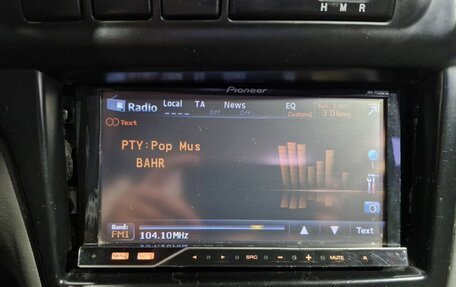 H M R
Pioneer
Radio Local TA News EQ
Off Off Custom1
Text
PTY:Pop Mus
BAHR
Band: FM1 104.10MHz ▲ ▼ Text
SRC MUTE